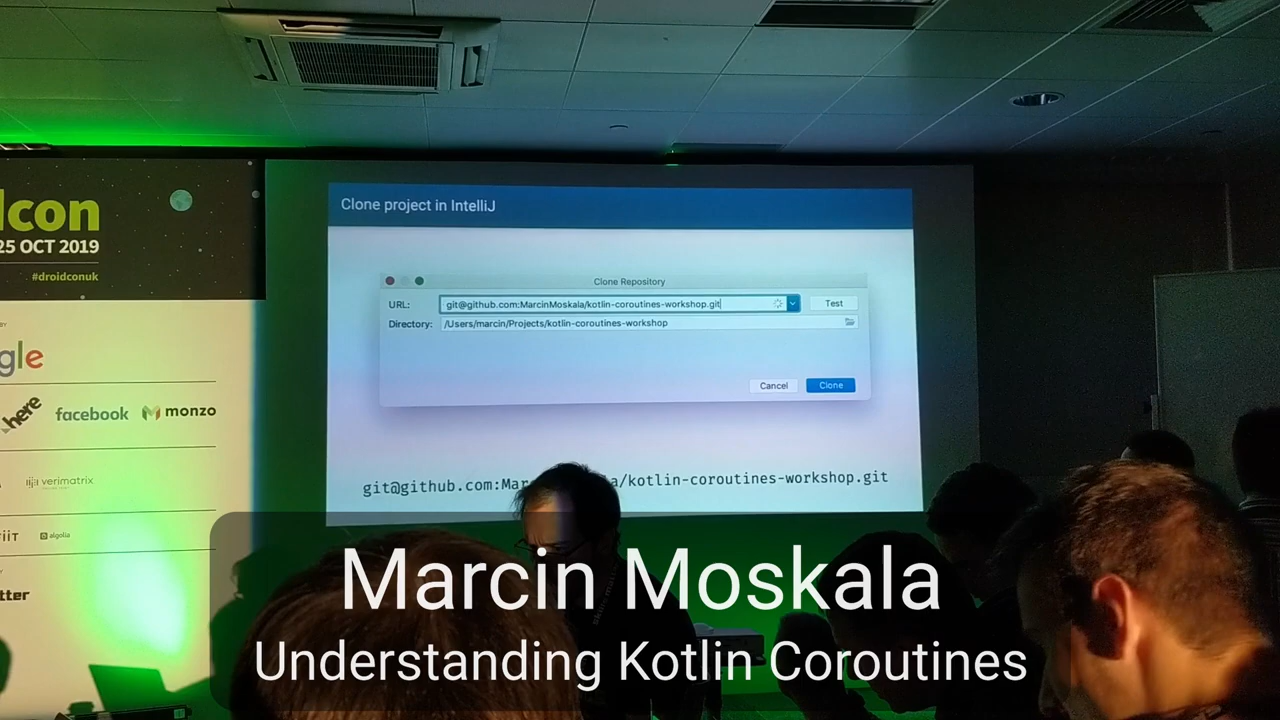 dcon
25 OCT 2019
#droidconuk
BY
gle
here
facebook
monzo
verimatrix
algolia
tter
Clone project in IntelliJ
Clone Repository
URL:
git@github.com:MarcinMoskala/kotlin-coroutines-workshop.git
Test
Directory:
/Users/marcin/Projects/kotlin-coroutines-workshop
Cancel
Clone
git@github.com:Mar a/kotlin-coroutines-workshop.git
Marcin Moskala
Understanding Kotlin Coroutines